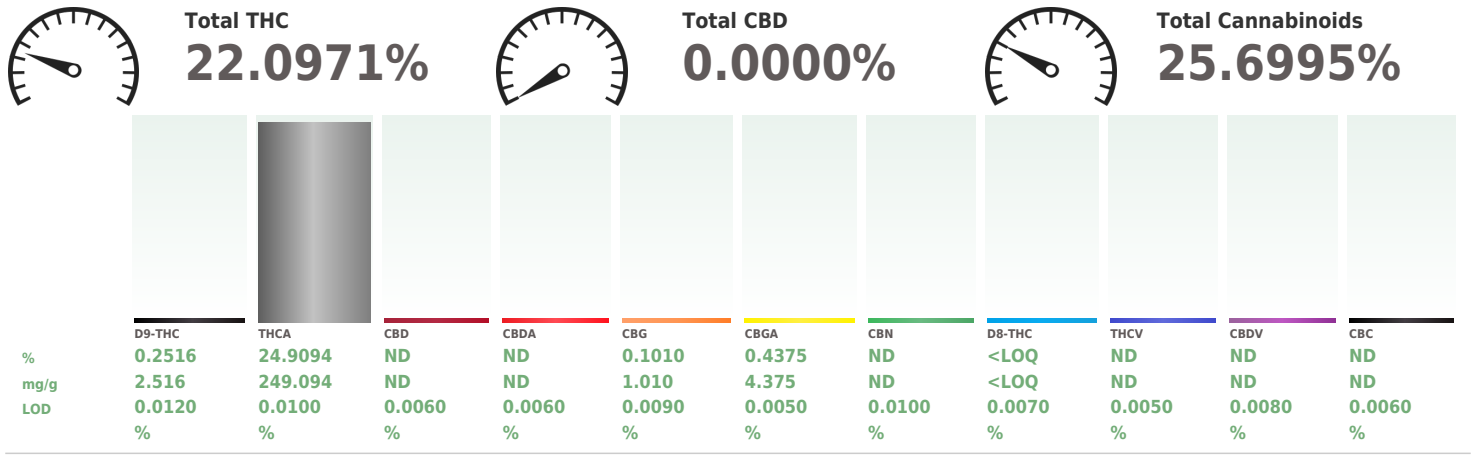 Total THC Total CBD Total Cannabinoids
22.0971% 0.0000% 25.6995%
D9-THC THCA CBD CBDA CBG CBGA CBN D8-THC THCV CBDV CBC
% 0.2516 24.9094 ND ND 0.1010 0.4375 ND <LOQ ND ND ND
mg/g 2.516 249.094 ND ND 1.010 4.375 ND <LOQ ND ND ND
LOD 0.0120 0.0100 0.0060 0.0060 0.0090 0.0050 0.0100 0.0070 0.0050 0.0080 0.0060
% % % % % % % % % % %